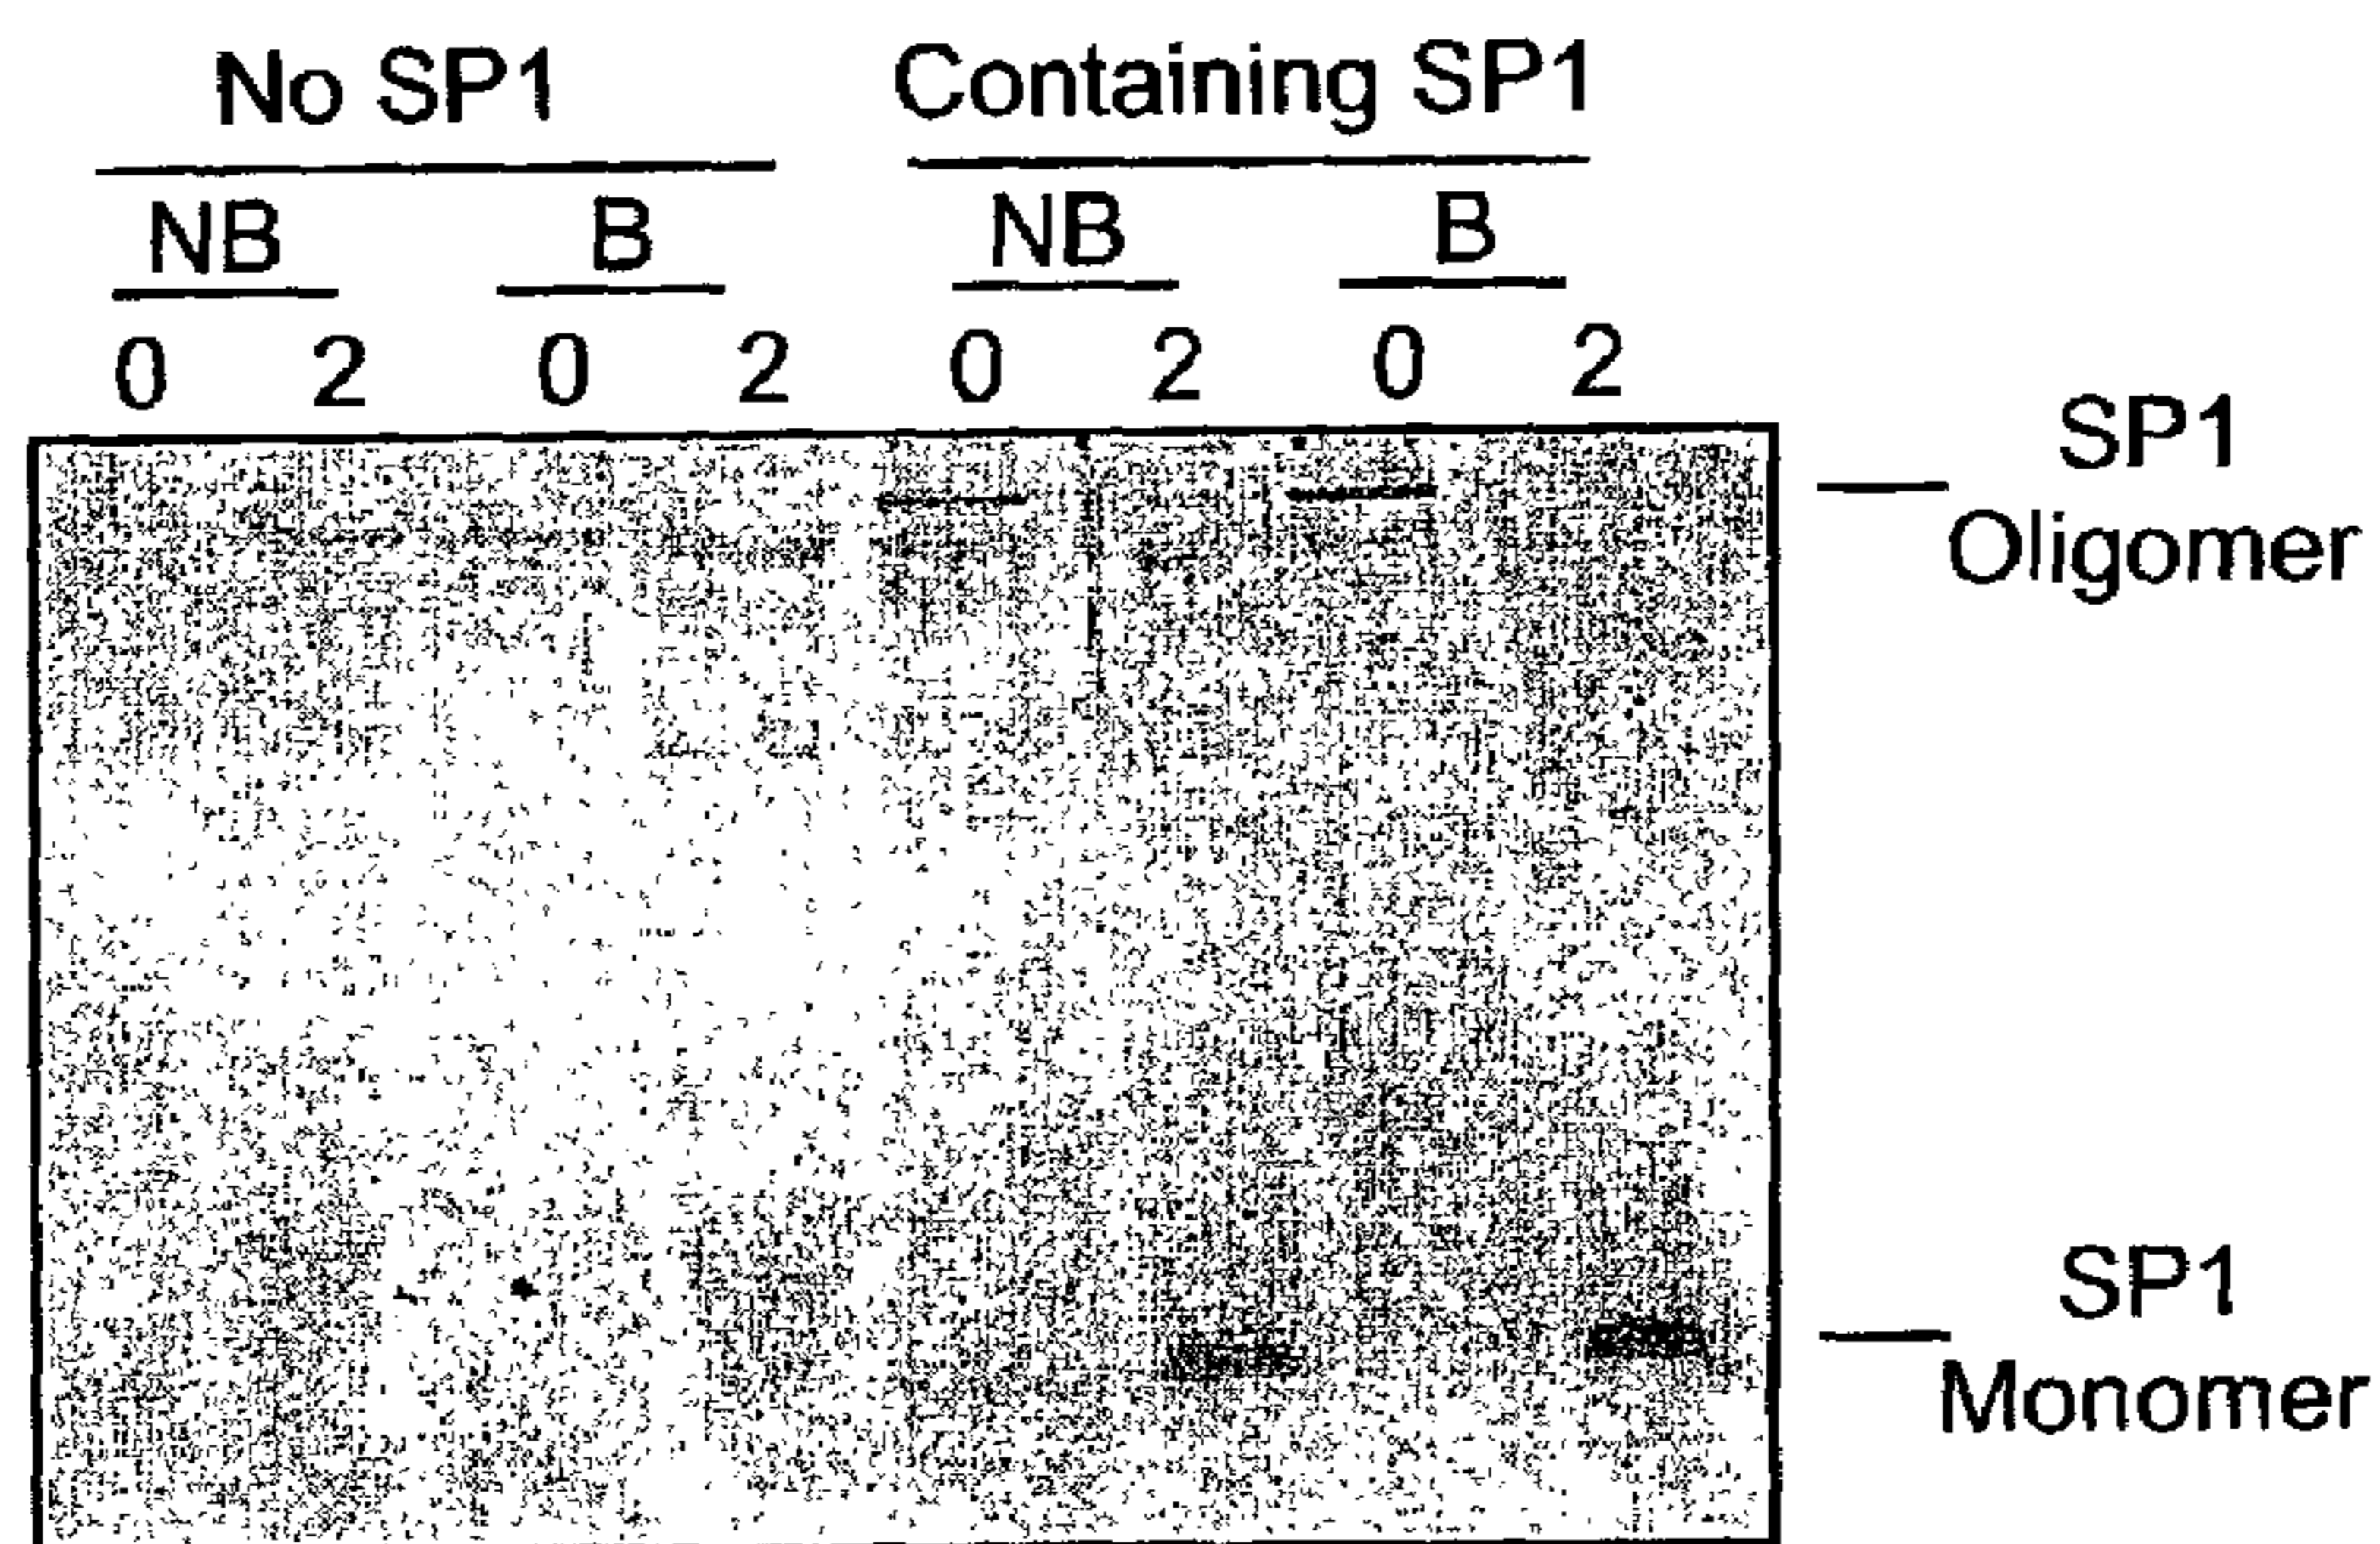 No SP1 Containing SP1
NB B NB B
0 2 0 2 0 2 0 2
SP1
Oligomer
SP1
Monomer